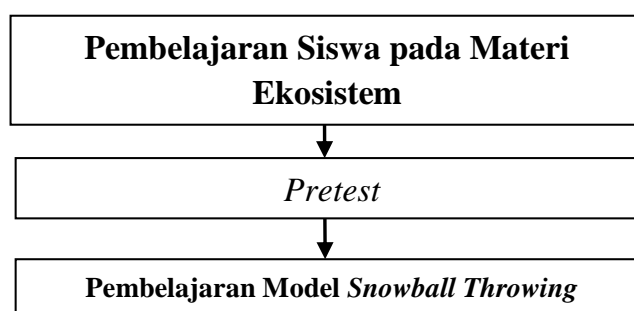 Pembelajaran Siswa pada Materi
Ekosistem
Pretest
Pembelajaran Model Snowball Throwing